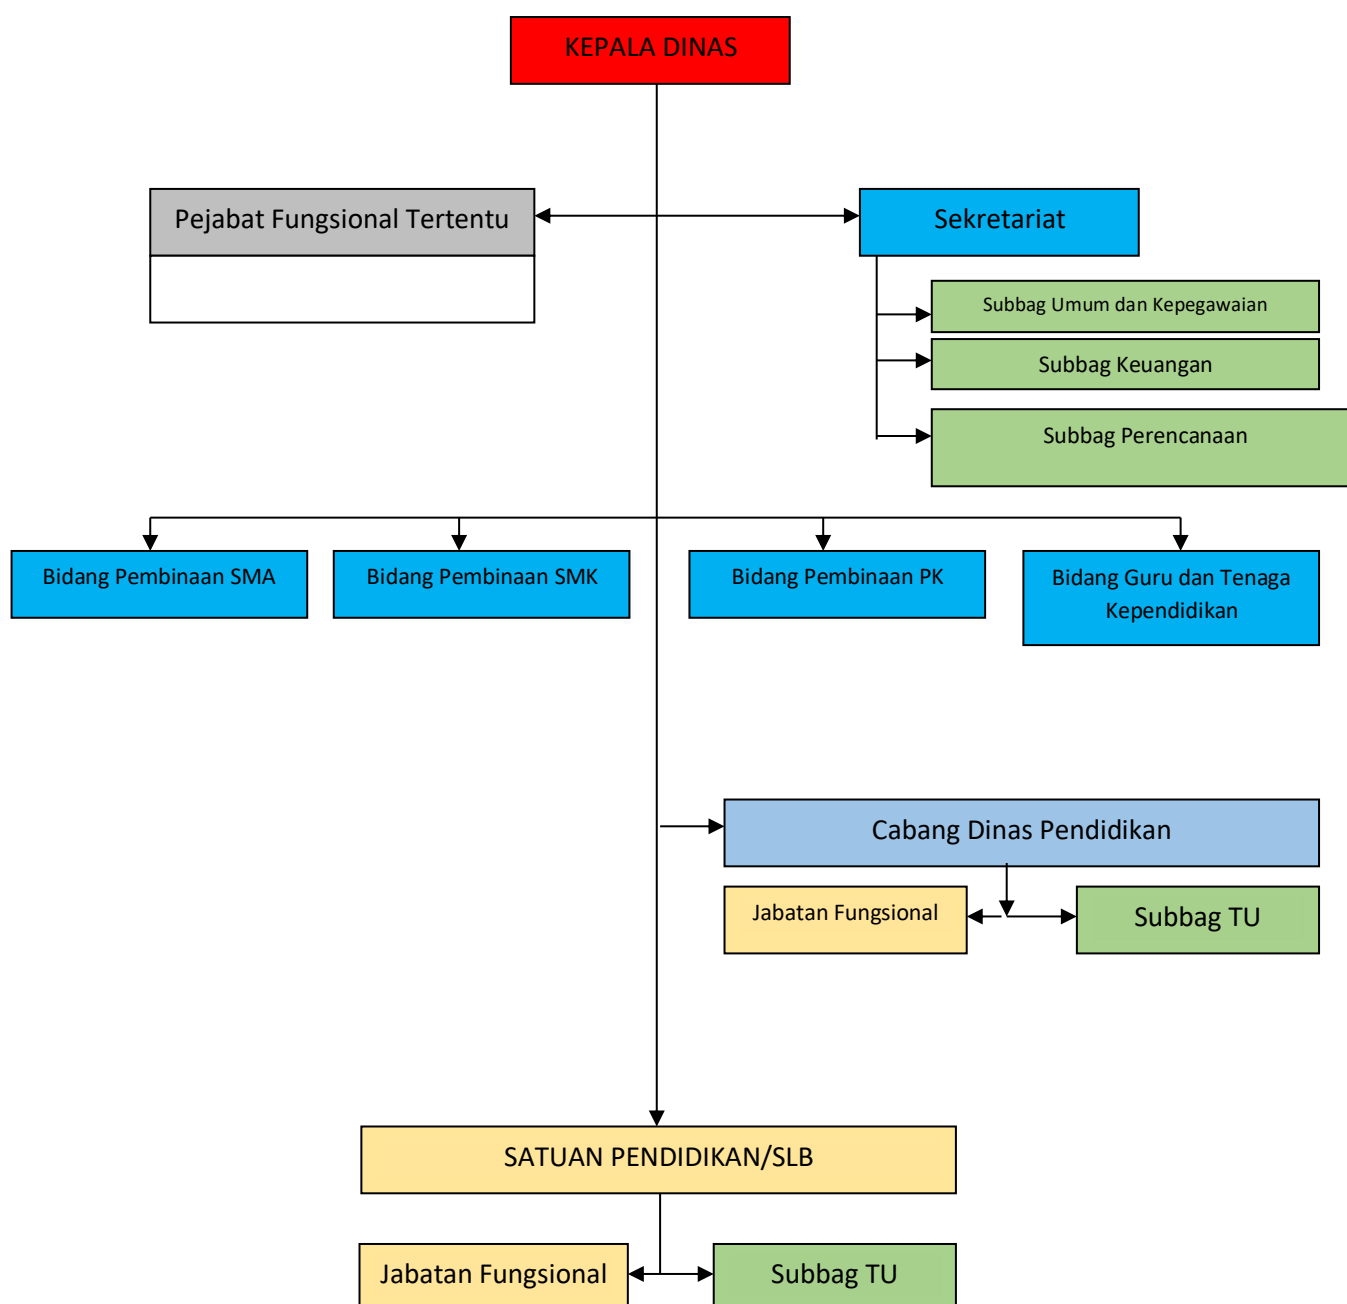 KEPALA DINAS
Pejabat Fungsional Tertentu
Sekretariat
Subbag Umum dan Kepegawaian
Subbag Keuangan
Subbag Perencanaan
Bidang Pembinaan SMA
Bidang Pembinaan SMK
Bidang Pembinaan PK
Bidang Guru dan Tenaga
Kependidikan
Cabang Dinas Pendidikan
Jabatan Fungsional
Subbag TU
SATUAN PENDIDIKAN/SLB
Jabatan Fungsional
Subbag TU